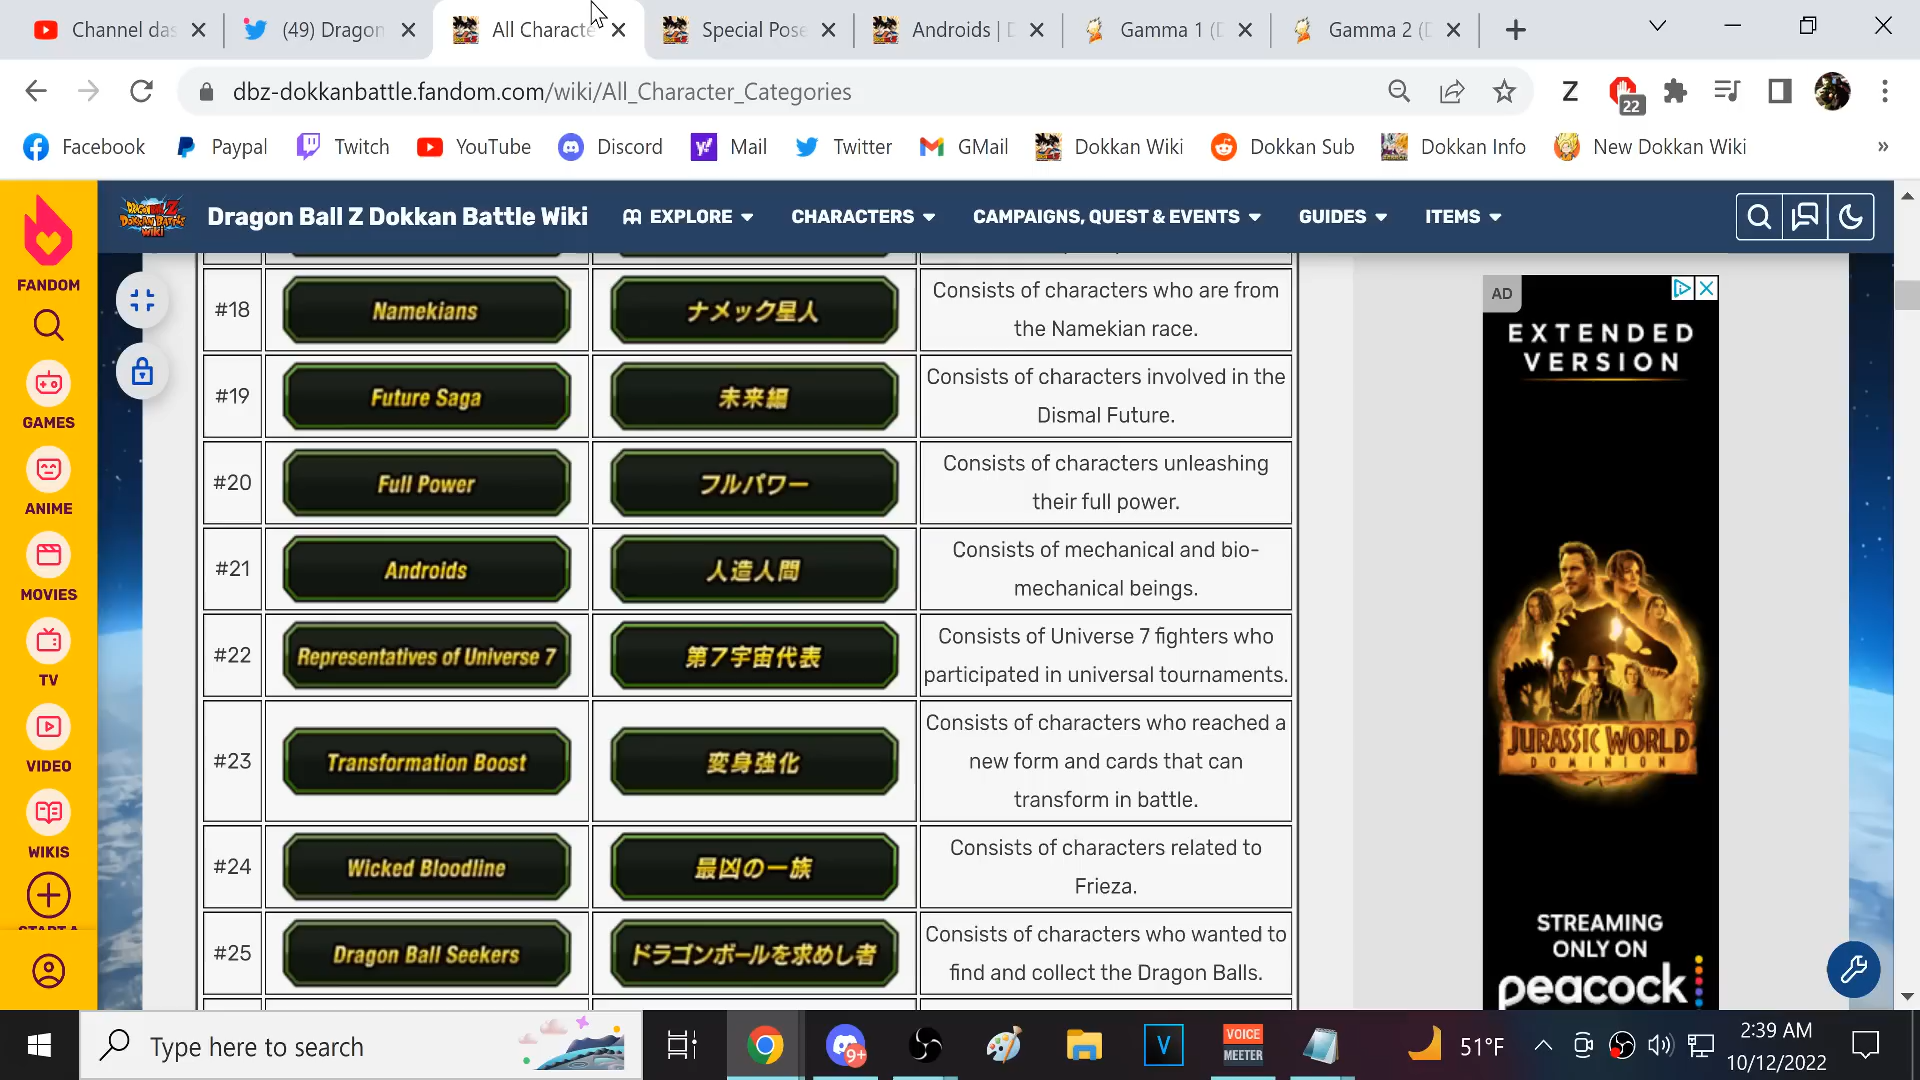 Channel das
(49) Dragon
All Characte
Special Pose
Androids | D
Gamma 1 (D
Gamma 2 (D
dbz-dokkanbattle.fandom.com/wiki/All_Character_Categories
22
Facebook
Paypal
Twitch
YouTube
Discord
Mail
Twitter
GMail
Dokkan Wiki
Dokkan Sub
Dokkan Info
New Dokkan Wiki
»
Dragon Ball Z Dokkan Battle Wiki
EXPLORE
CHARACTERS
CAMPAIGNS, QUEST & EVENTS
GUIDES
ITEMS
FANDOM
GAMES
ANIME
MOVIES
TV
VIDEO
WIKIS
START A
#18
Namekians
ナメック星人
Consists of characters who are from
the Namekian race.
#19
Future Saga
未来編
Consists of characters involved in the
Dismal Future.
#20
Full Power
フルパワー
Consists of characters unleashing
their full power.
#21
Androids
人造人間
Consists of mechanical and bio-
mechanical beings.
#22
Representatives of Universe 7
第7宇宙代表
Consists of Universe 7 fighters who
participated in universal tournaments.
#23
Transformation Boost
変身強化
Consists of characters who reached a
new form and cards that can
transform in battle.
#24
Wicked Bloodline
最凶の一族
Consists of characters related to
Frieza.
#25
Dragon Ball Seekers
ドラゴンボールを求めし者
Consists of characters who wanted to
find and collect the Dragon Balls.
AD
EXTENDED
VERSION
JURASSIC WORLD
DOMINION
STREAMING
ONLY ON
peacock
Type here to search
9+
V
VOICE
MEETER
51°F
2:39 AM
10/12/2022